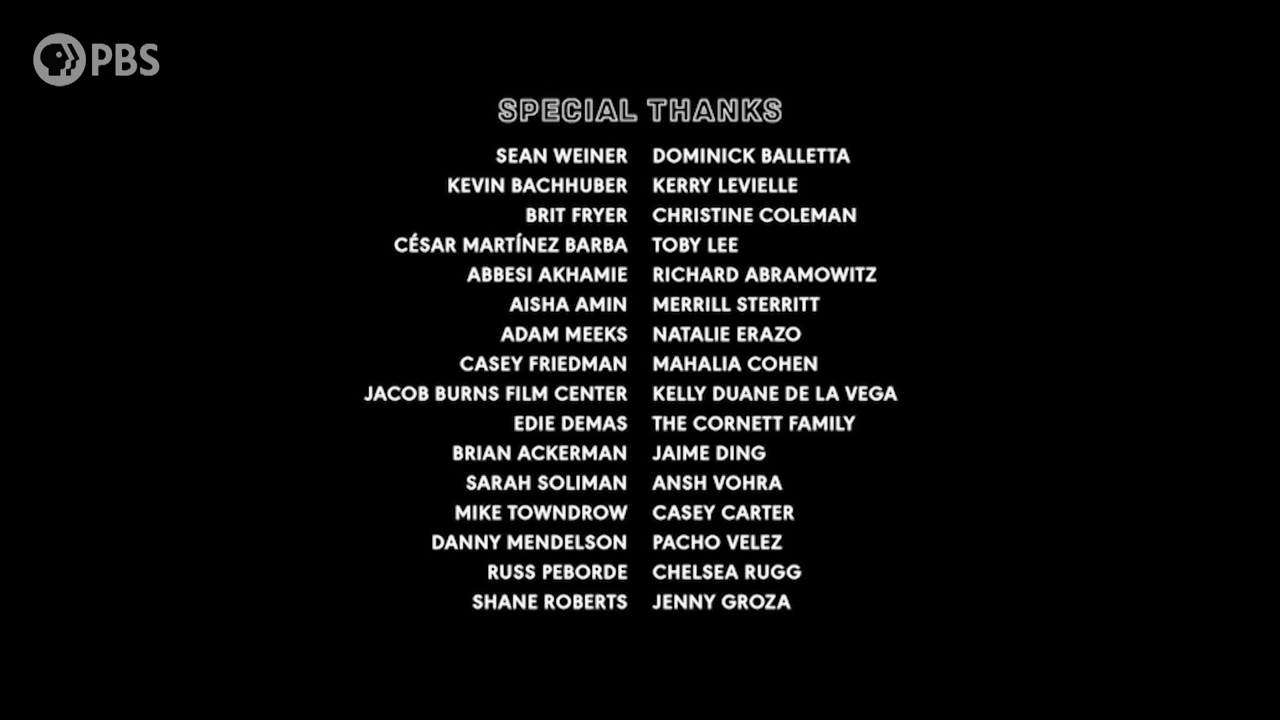 PBS
SPECIAL THANKS
SEAN WEINER DOMINICK BALLETTA
KEVIN BACHHUBER KERRY LEVIELLE
BRIT FRYER CHRISTINE COLEMAN
CÉSAR MARTÍNEZ BARBA TOBY LEE
ABBESI AKHAMIE RICHARD ABRAMOWITZ
AISHA AMIN MERRILL STERRITT
ADAM MEEKS NATALIE ERAZO
CASEY FRIEDMAN MAHALIA COHEN
JACOB BURNS FILM CENTER KELLY DUANE DE LA VEGA
EDIE DEMAS THE CORNETT FAMILY
BRIAN ACKERMAN JAIME DING
SARAH SOLIMAN ANSH VOHRA
MIKE TOWNDROW CASEY CARTER
DANNY MENDELSON PACHO VELEZ
RUSS PEBORDE CHELSEA RUGG
SHANE ROBERTS JENNY GROZA